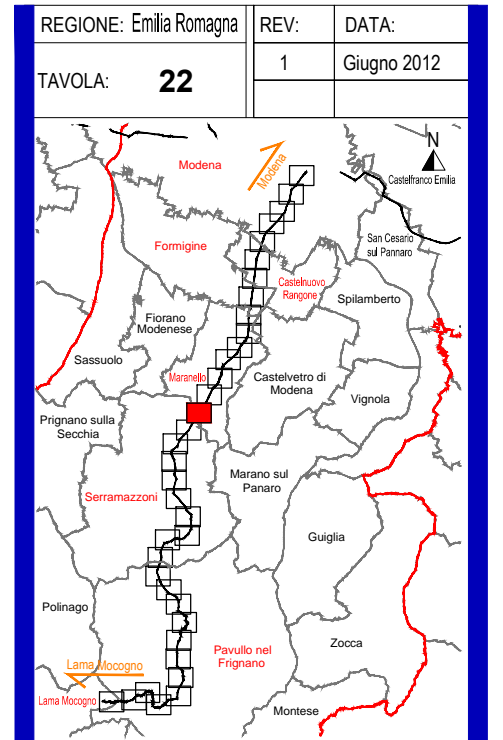 REGIONE: Emilia Romagna
REV:
DATA:
TAVOLA: 22
1
Giugno 2012
N
Modena
Modena
Castelfranco Emilia
San Cesario
sul Pannaro
Formigine
Castelnuovo
Rangone
Spilamberto
Fiorano
Modenese
Sassuolo
Maranello
Castelvetro di
Modena
Vignola
Prignano sulla
Secchia
Marano sul
Panaro
Serramazzoni
Guiglia
Polinago
Pavullo nel
Frignano
Zocca
Lama Mocogno
Lama Mocogno
Montese